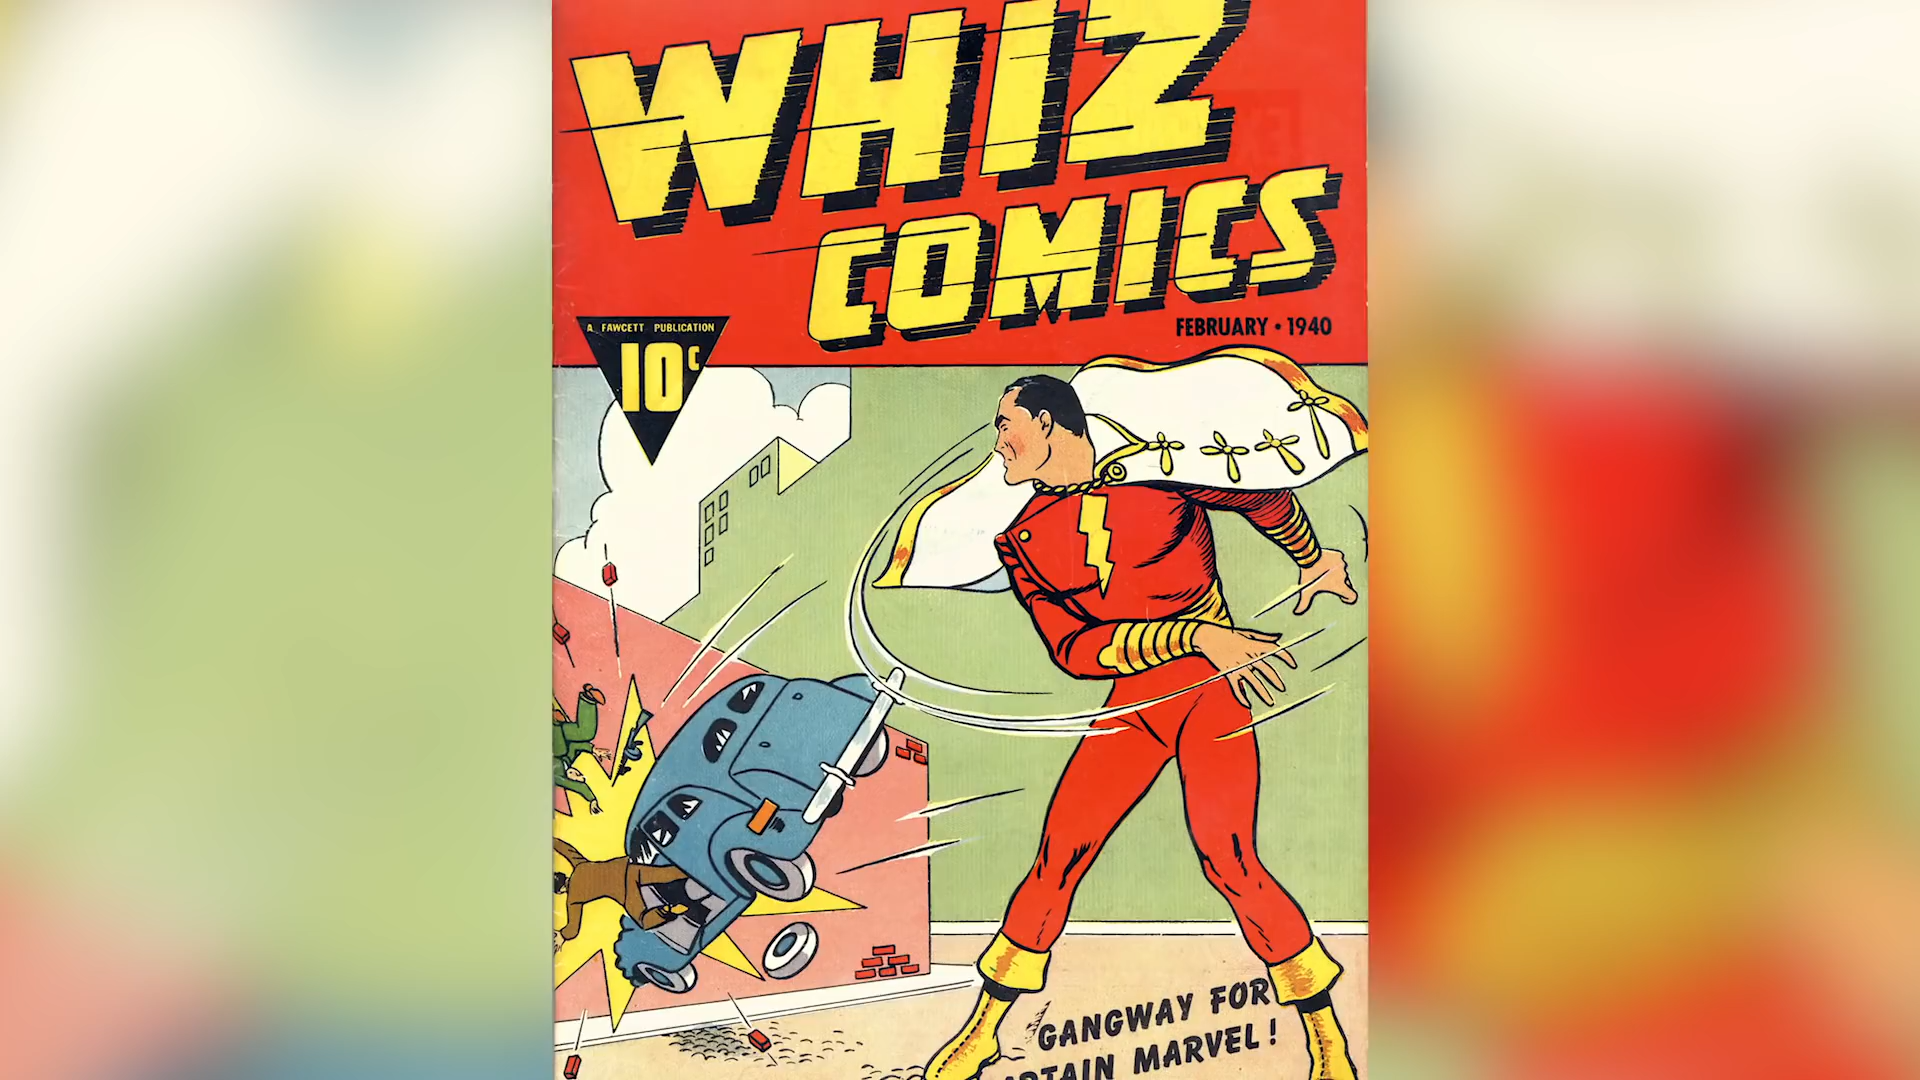 WHIZ
COMICS
FEBRUARY • 1940
A FAWCETT PUBLICATION
10¢
GANGWAY FOR
MARVEL!